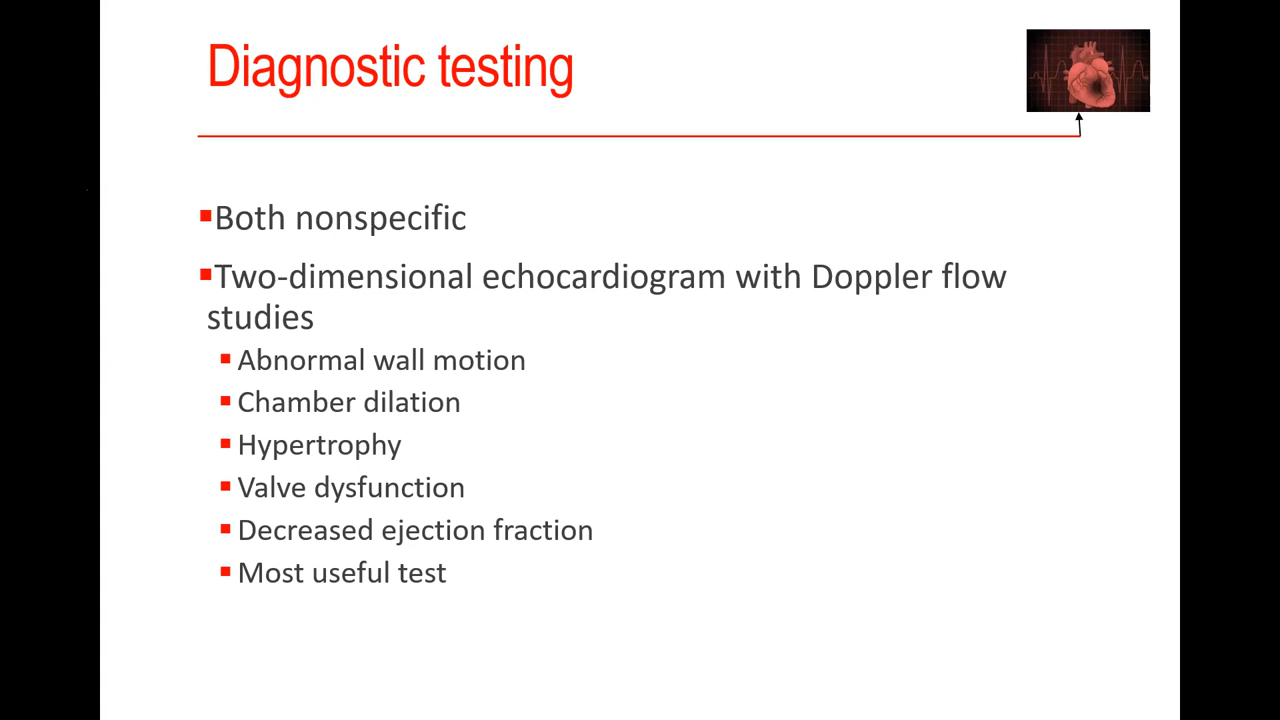 Diagnostic testing
Both nonspecific
Two-dimensional echocardiogram with Doppler flow
studies
Abnormal wall motion
Chamber dilation
Hypertrophy
Valve dysfunction
Decreased ejection fraction
Most useful test